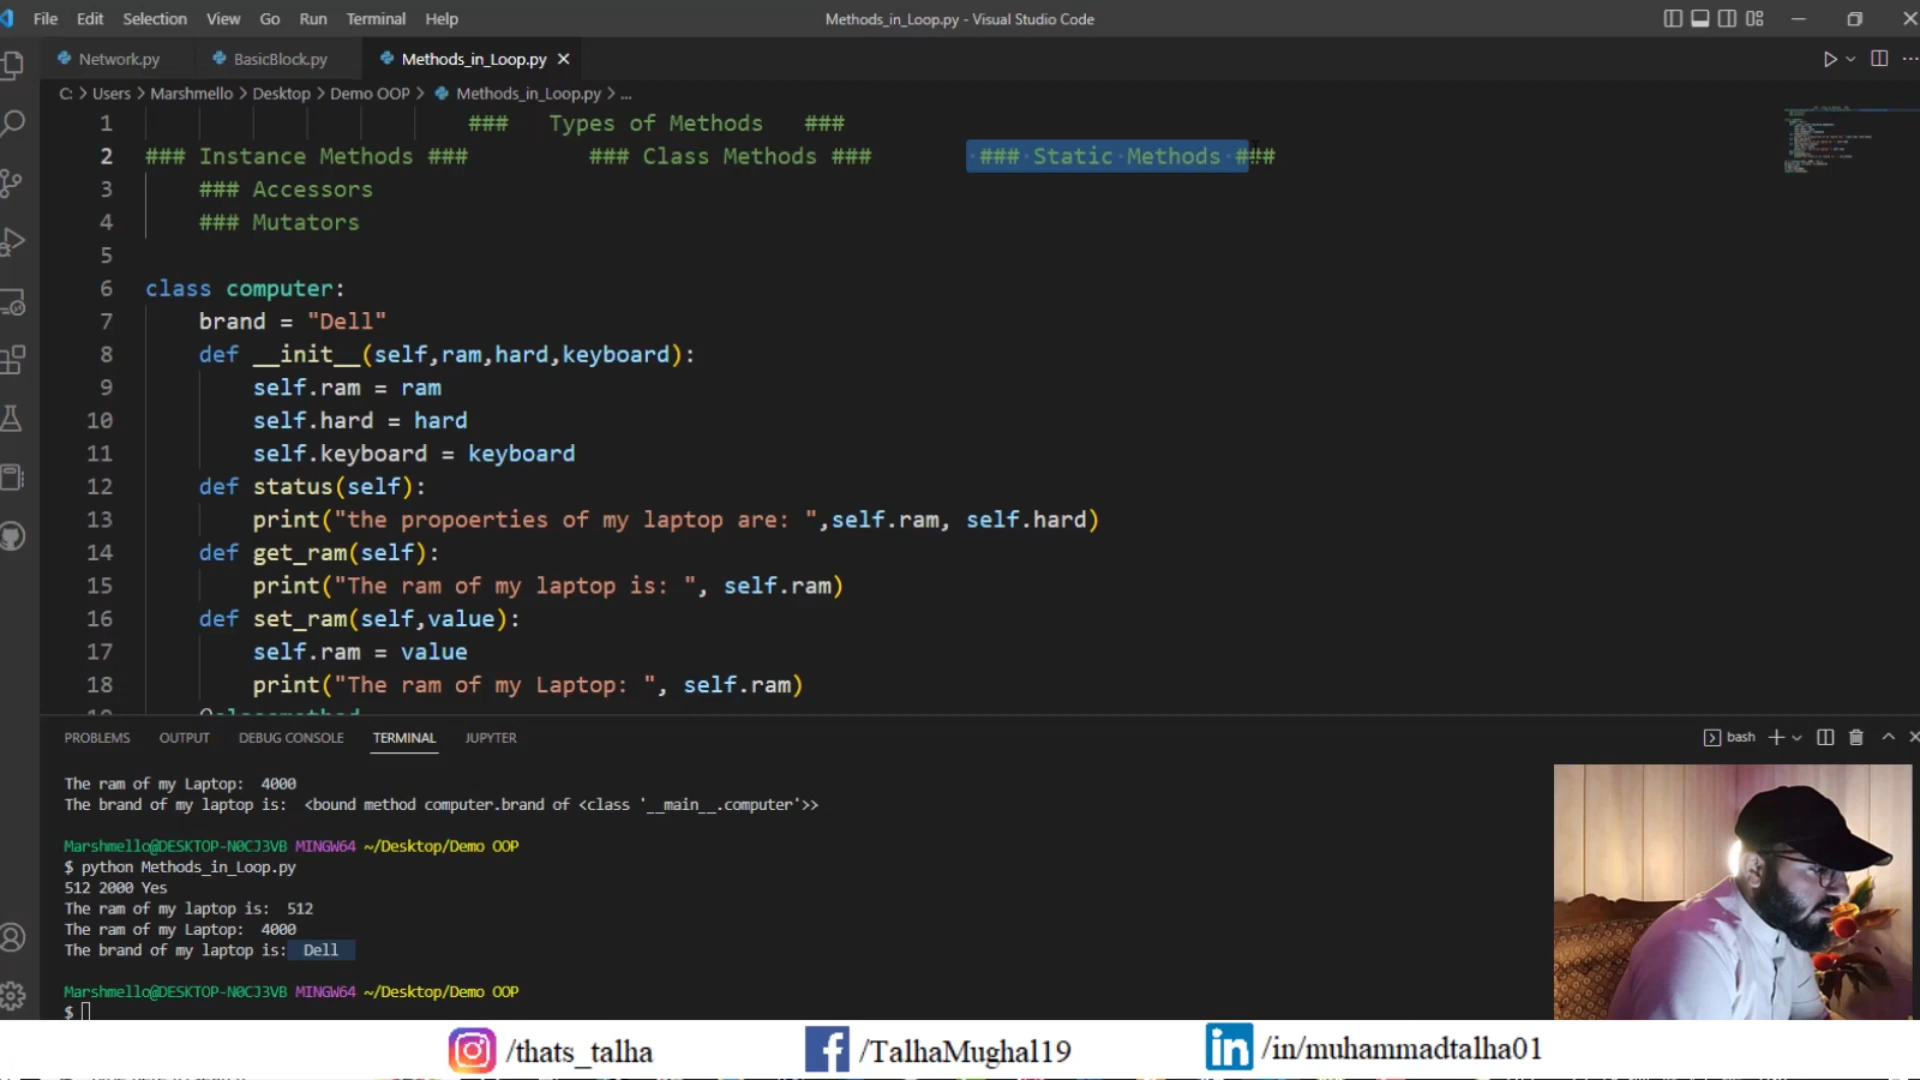 File Edit Selection View Go Run Terminal Help Methods_in_Loop.py - Visual Studio Code
Network.py BasicBlock.py Methods_in_Loop.py
C: > Users > Marshmello > Desktop > Demo OOP > Methods_in_Loop.py > ...
1 ### Types of Methods ###
2 ### Instance Methods ### ### Class Methods ### ### Static Methods ###
3 ### Accessors
4 ### Mutators
5
6 class computer:
7 brand = "Dell"
8 def __init__(self,ram,hard,keyboard):
9 self.ram = ram
10 self.hard = hard
11 self.keyboard = keyboard
12 def status(self):
13 print("the propoerties of my laptop are: ",self.ram, self.hard)
14 def get_ram(self):
15 print("The ram of my laptop is: ", self.ram)
16 def set_ram(self,value):
17 self.ram = value
18 print("The ram of my Laptop: ", self.ram)
19 @classmethod
PROBLEMS OUTPUT DEBUG CONSOLE TERMINAL JUPYTER bash
The ram of my Laptop:  4000
The brand of my laptop is:  <bound method computer.brand of <class '__main__.computer'>>
Marshmello@DESKTOP-N0CJ3VB MINGW64 ~/Desktop/Demo OOP
$ python Methods_in_Loop.py
512 2000 Yes
The ram of my laptop is:  512
The ram of my Laptop:  4000
The brand of my laptop is:  Dell
Marshmello@DESKTOP-N0CJ3VB MINGW64 ~/Desktop/Demo OOP
$
/thats_talha /TalhaMughal19 /in/muhammadtalha01